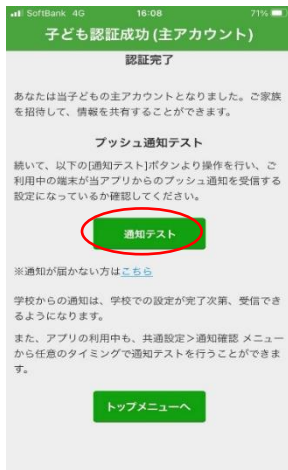 SoftBank 4G 16:08 71%
子ども認証成功(主アカウント)
認証完了
あなたは当子どもの主アカウントとなりました。ご家族
を招待して、情報を共有することができます。
プッシュ通知テスト
続いて、以下の[通知テスト]ボタンより操作を行い、ご
利用中の端末が当アプリからのプッシュ通知を受信する
設定になっているか確認してください。
通知テスト
※通知が届かない方はこちら
学校からの通知は、学校での設定が完了次第、受信でき
るようになります。
また、アプリの利用中も、共通設定＞通知確認 メニュー
から任意のタイミングで通知テストを行うことができま
す。
トップメニューへ